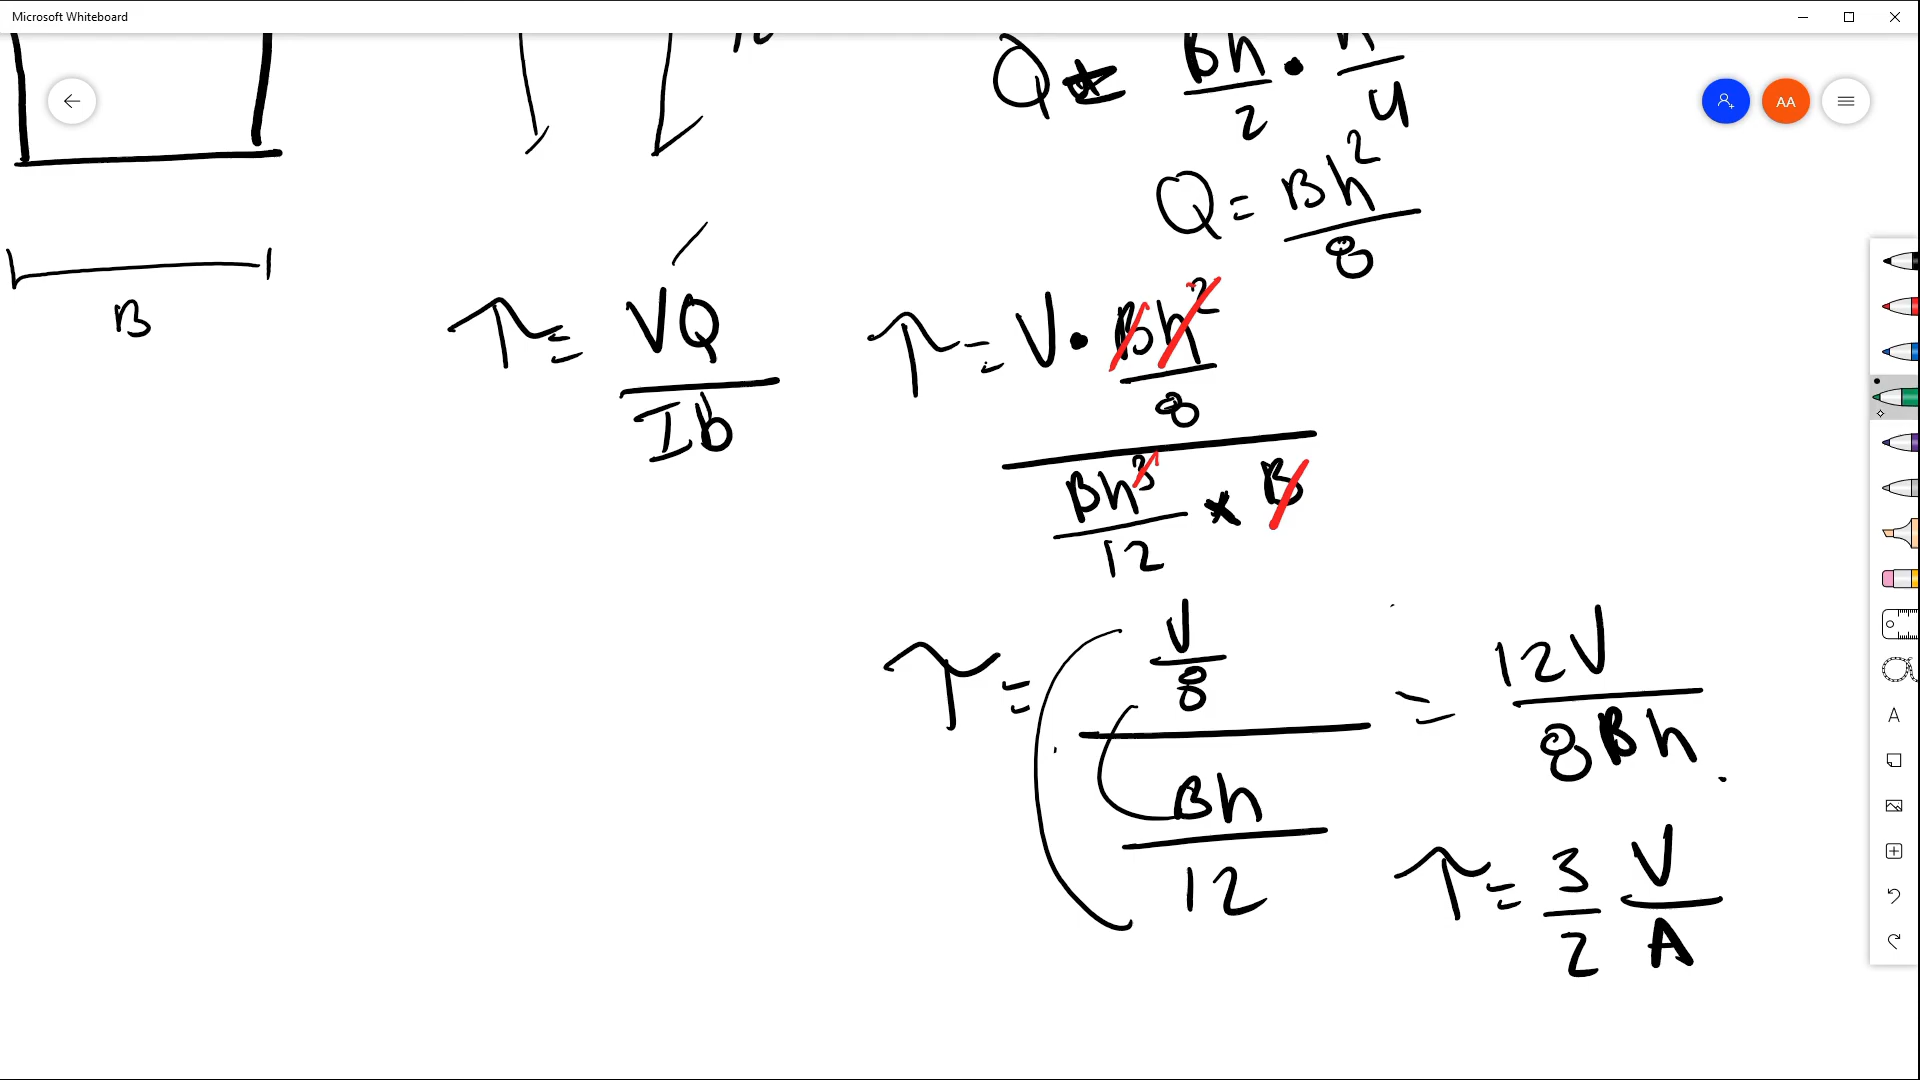 Microsoft Whiteboard
Q = Bh/2 • h/4
AA
Q = Bh²/8
B
τ = VQ/Ib
τ = V • Bh²/8 / Bh³/12 * B
τ = V/8 / Bh/12 = 12V/8Bh
τ = 3/2 V/A
A